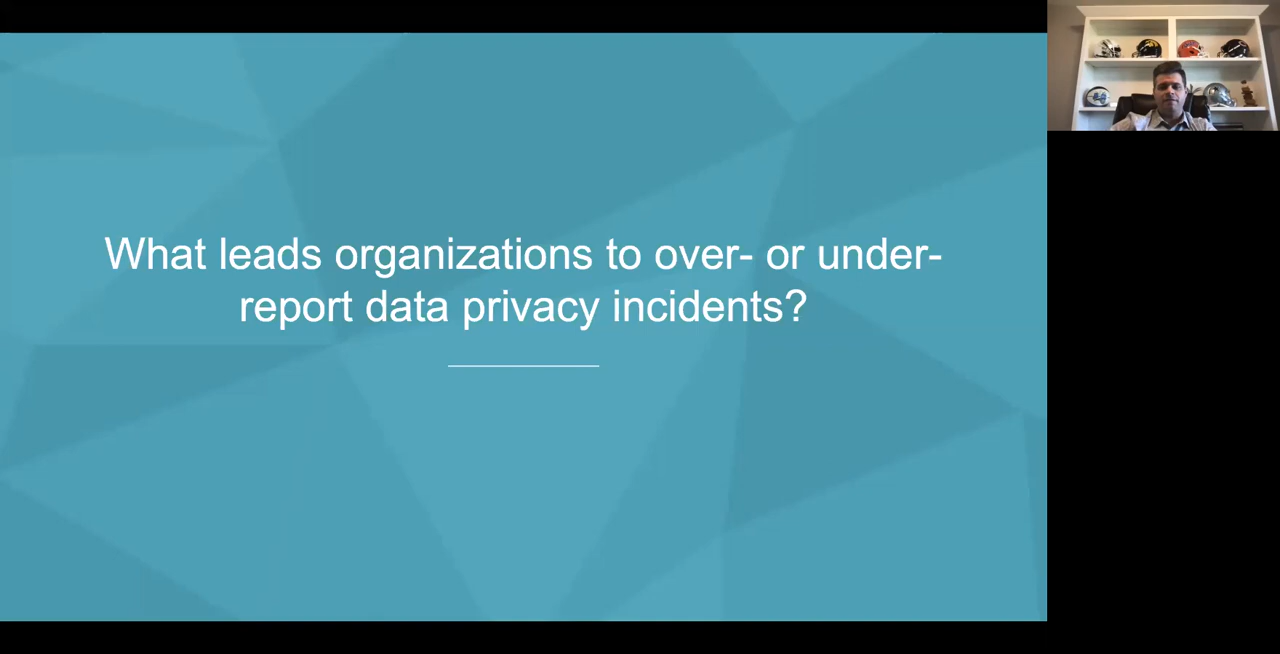 What leads organizations to over- or under-
report data privacy incidents?